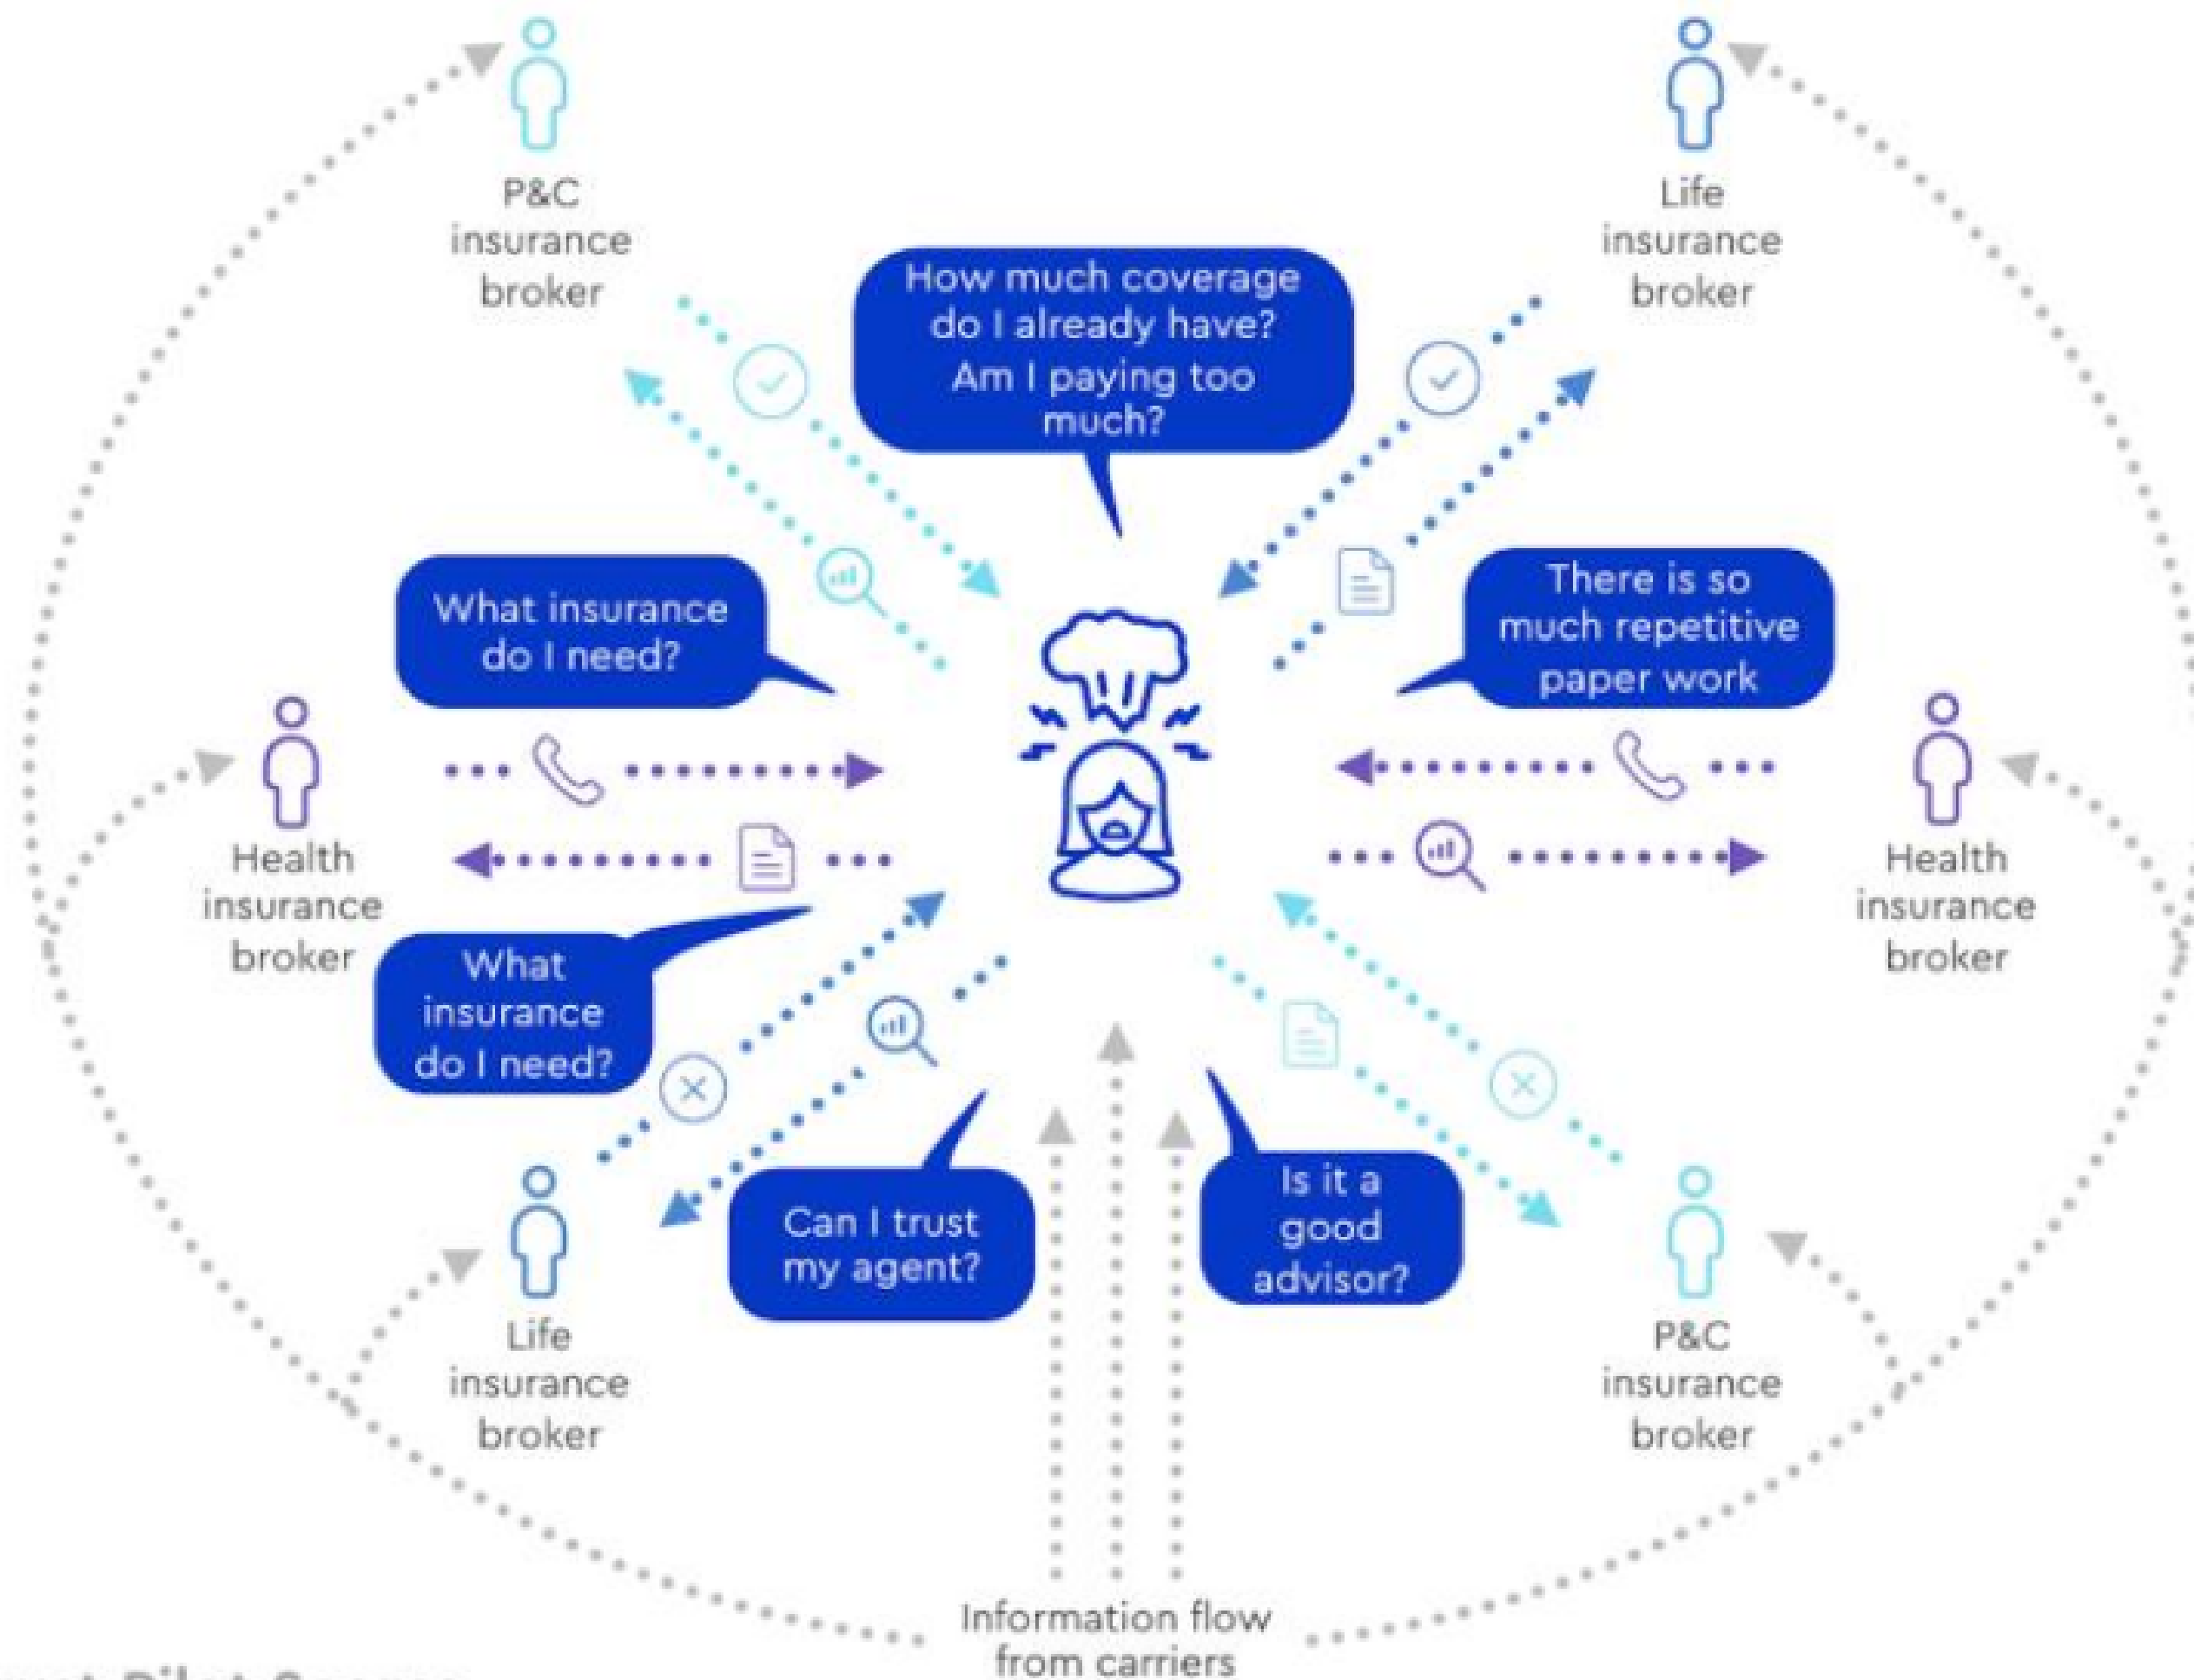 P&C
insurance
broker
Life
insurance
broker
How much coverage
do I already have?
Am I paying too
much?
What insurance
do I need?
There is so
much repetitive
paper work
Health
insurance
broker
Health
insurance
broker
What
insurance
do I need?
Can I trust
my agent?
Is it a
good
advisor?
Life
insurance
broker
P&C
insurance
broker
Information flow
from carriers